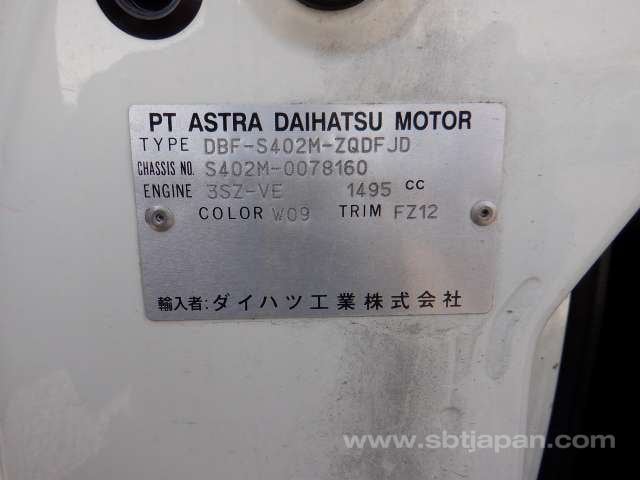 PT ASTRA DAIHATSU MOTOR
TYPE DBF-S402M-ZQDFJD
CHASSIS NO. S402M-0078160
ENGINE 3SZ-VE 1495 cc
COLOR W09 TRIM FZ12
輸入者:ダイハツ工業株式会社
www.sbtjapan.com